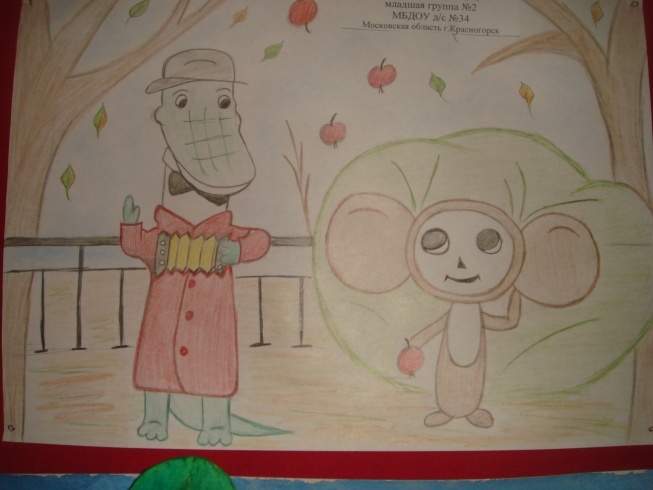 младшая группа №2
МБДОУ д/с №34
Московская область г.Красногорск